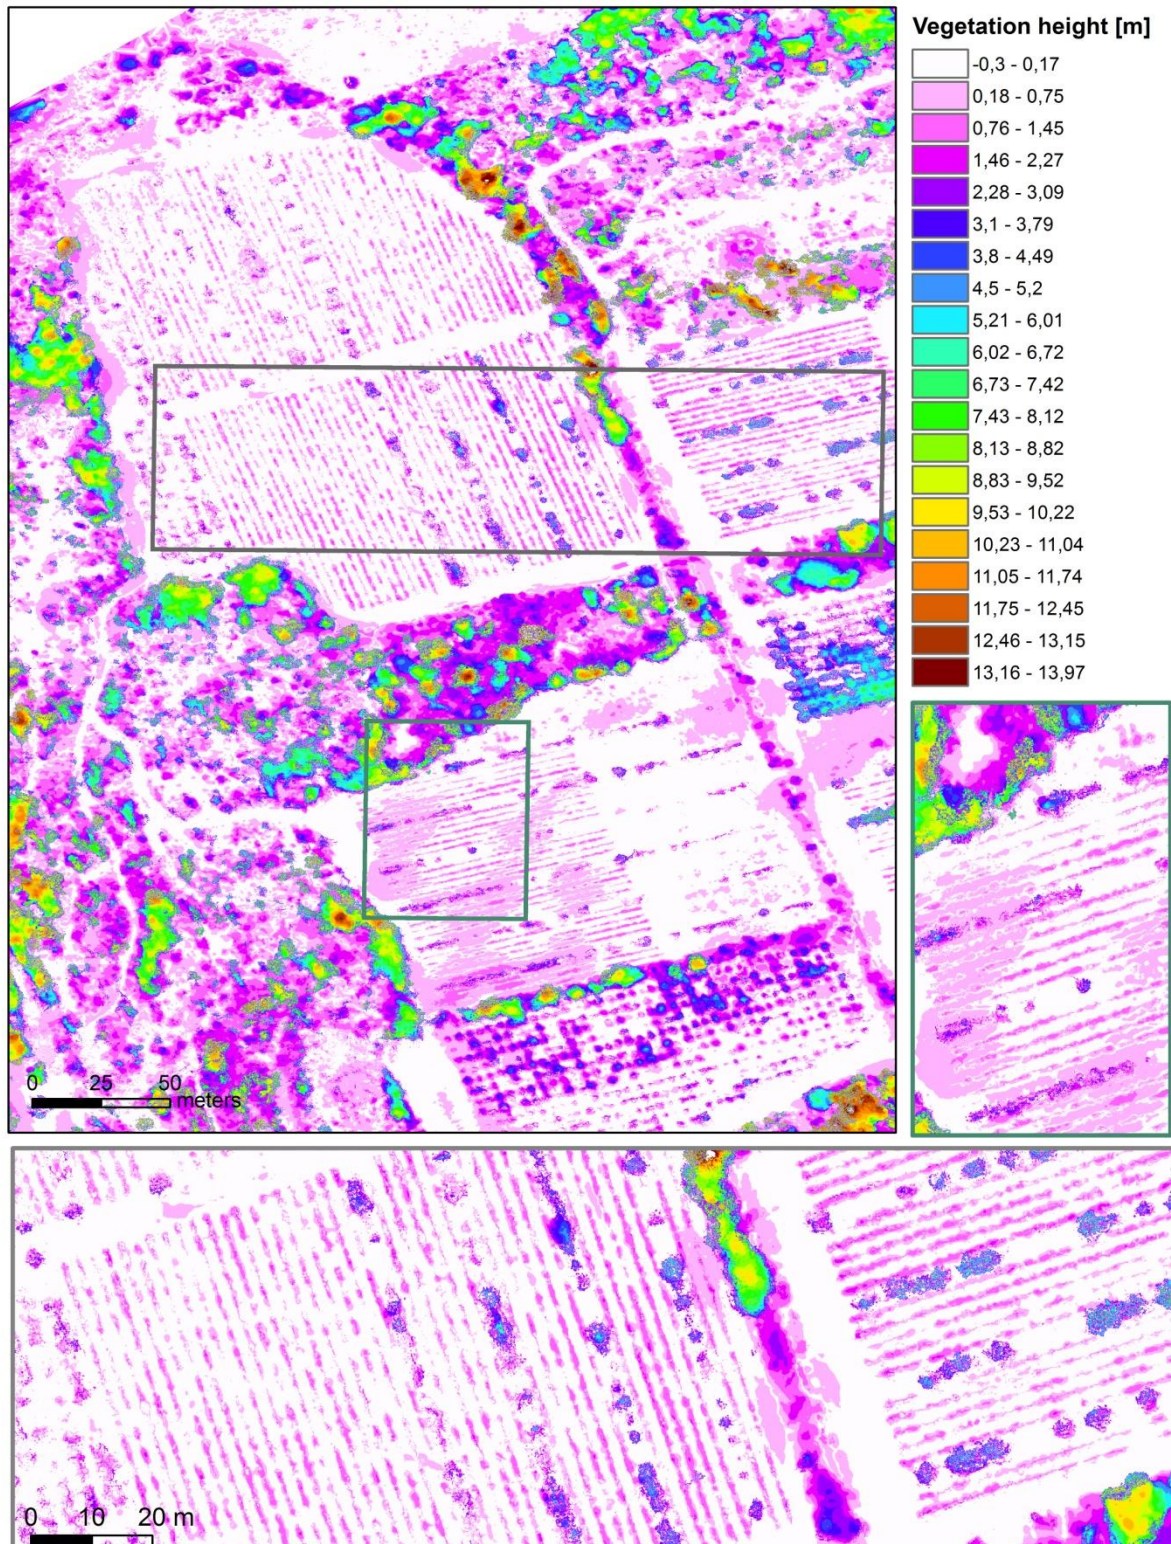 Vegetation height [m]
-0,3 - 0,17
0,18 - 0,75
0,76 - 1,45
1,46 - 2,27
2,28 - 3,09
3,1 - 3,79
3,8 - 4,49
4,5 - 5,2
5,21 - 6,01
6,02 - 6,72
6,73 - 7,42
7,43 - 8,12
8,13 - 8,82
8,83 - 9,52
9,53 - 10,22
10,23 - 11,04
11,05 - 11,74
11,75 - 12,45
12,46 - 13,15
13,16 - 13,97
0 25 50
meters
0 10 20 m